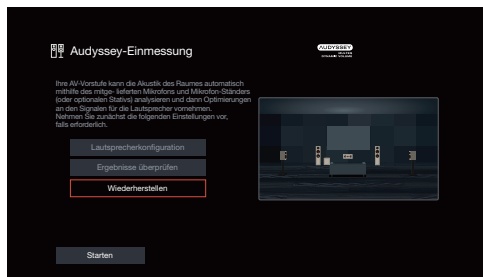 Audyssey-Einmessung
AUDYSSEY
Ihre AV-Vorstufe kann die Akustik des Raumes automatisch
mithilfe des mitge- lieferten Mikrofons und Mikrofon-Ständers
(oder optionalen Stativs) analysieren und dann Optimierungen
an den Signalen für die Lautsprecher vornehmen.
Nehmen Sie zunächst die folgenden Einstellungen vor,
falls erforderlich.
Lautsprecherkonfiguration
Ergebnisse überprüfen
Wiederherstellen
Starten